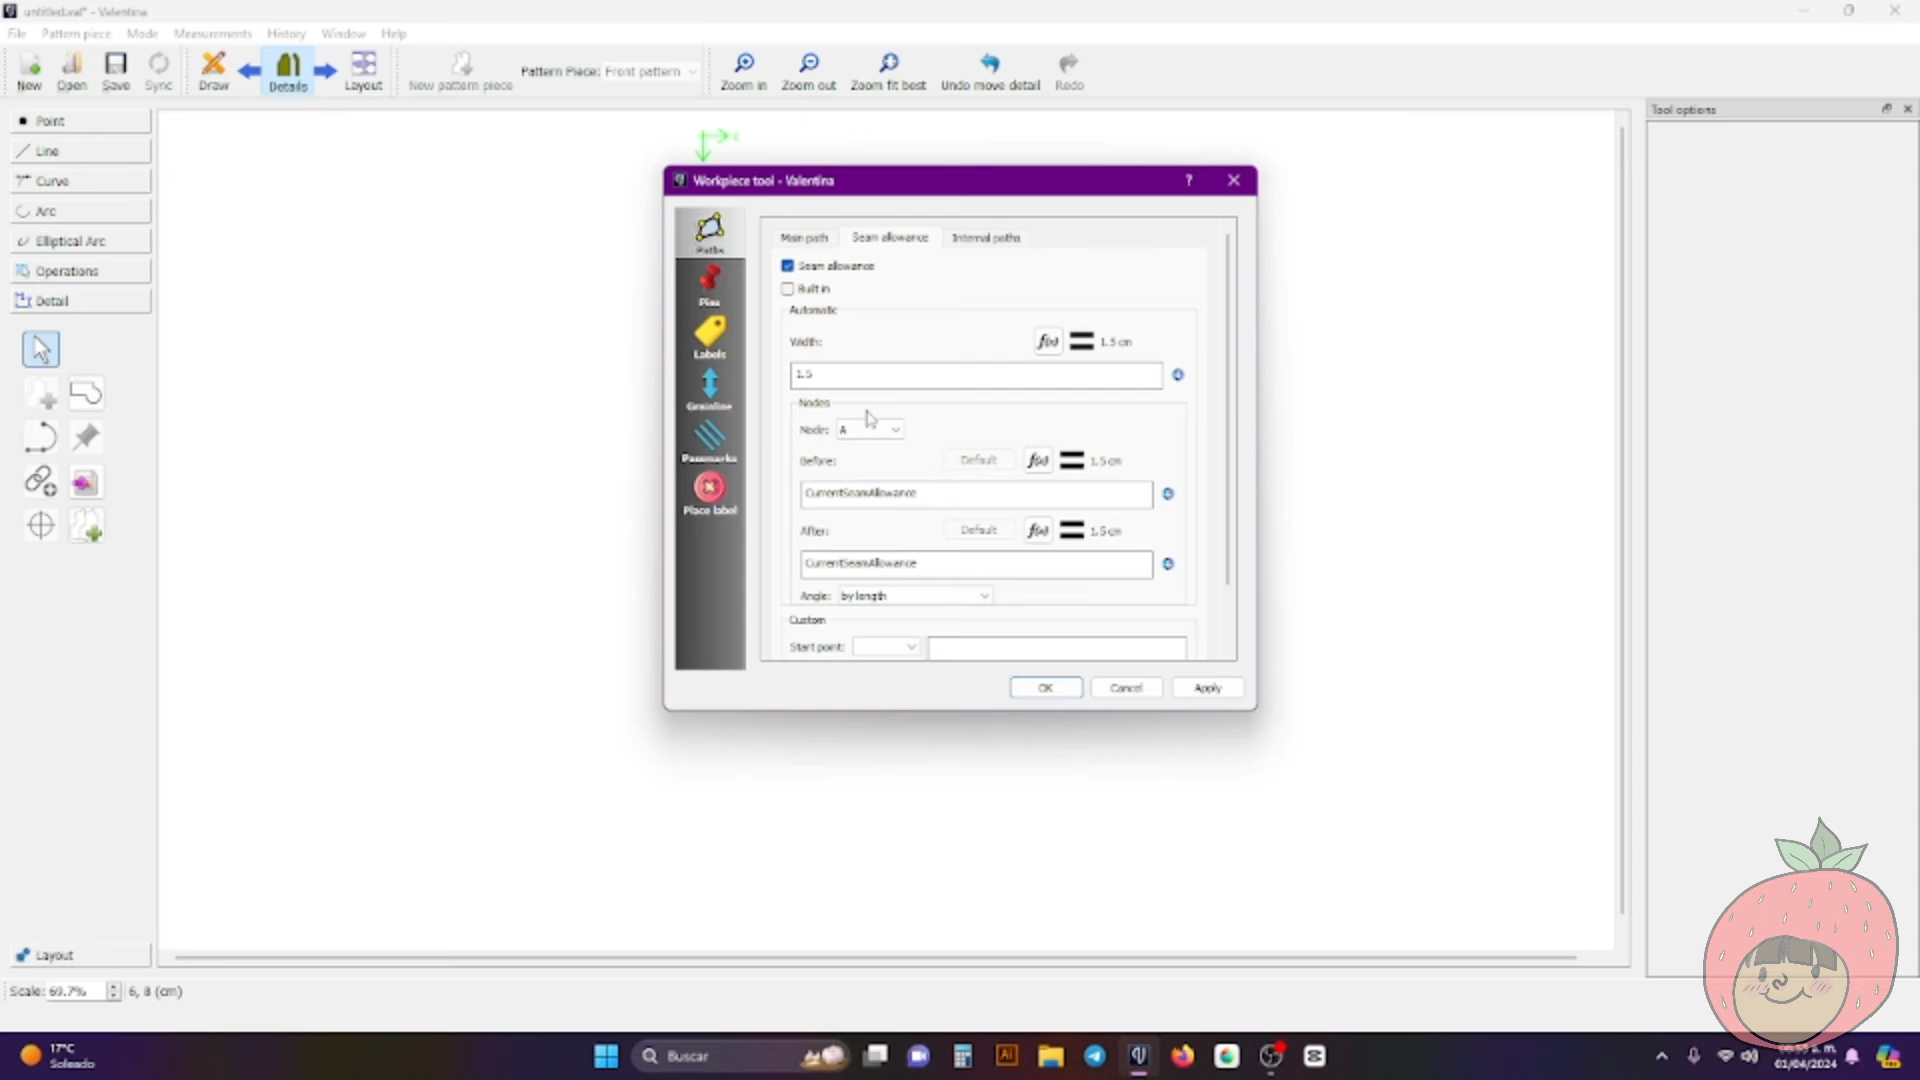 untitled.val* - Valentina
File Pattern piece Mode Measurements History Window Help
New Open Save Sync Draw Details Layout New pattern piece Pattern Piece: Front pattern Zoom in Zoom out Zoom fit best Undo move detail Redo
Point
Line
Curve
Arc
Elliptical Arc
Operations
Detail
Layout
Tool options
Workpiece tool - Valentina
Paths
Pins
Labels
Grainline
Passmarks
Place label
Main path Seam allowance Internal paths
Seam allowance
Built in
Automatic
Width: f(x) 1.5 cm
1.5
Nodes
Node: A
Before: Default f(x) 1.5 cm
CurrentSeamAllowance
After: Default f(x) 1.5 cm
CurrentSeamAllowance
Angle: by length
Custom
Start point:
OK Cancel Apply
Scale: 69.7% 6, 8 (cm)
17°C
Soleado
Buscar
01/04/2024